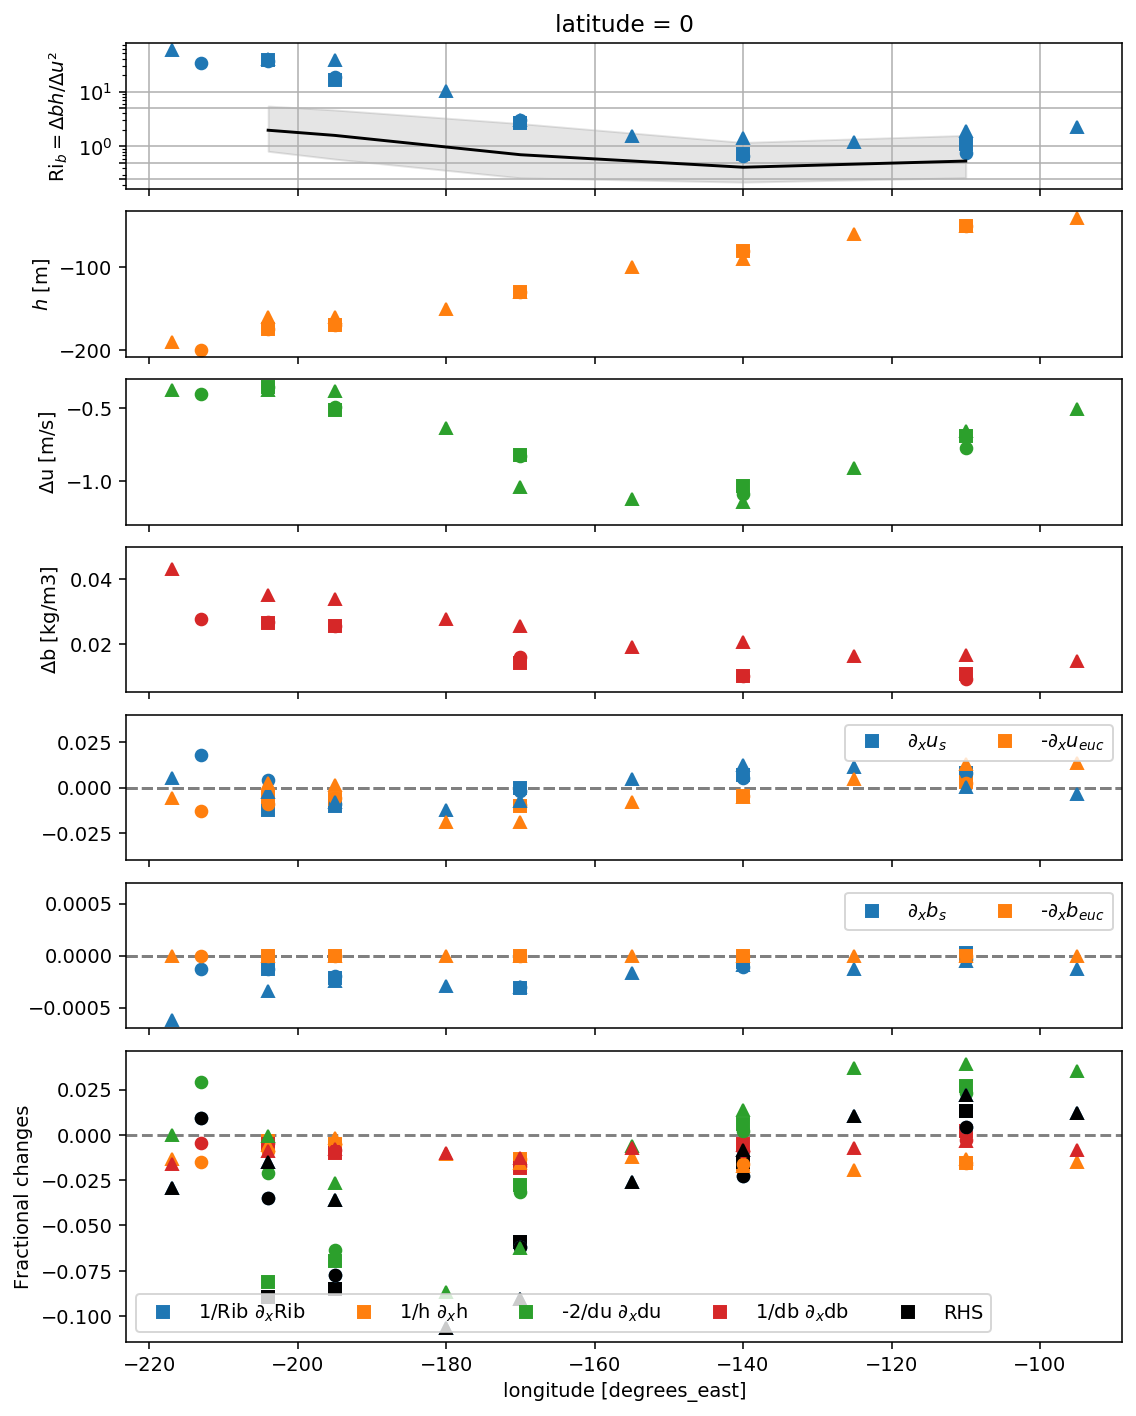 latitude = 0
Ri_b = Δbh/Δu²
10¹
10⁰
h [m]
−100
−200
Δu [m/s]
−0.5
−1.0
Δb [kg/m3]
0.04
0.02
0.025
0.000
−0.025
∂ₓu_s -∂ₓu_euc
0.0005
0.0000
−0.0005
∂ₓb_s -∂ₓb_euc
Fractional changes
0.025
0.000
−0.025
−0.050
−0.075
−0.100
1/Rib ∂ₓRib 1/h ∂ₓh -2/du ∂ₓdu 1/db ∂ₓdb RHS
−220 −200 −180 −160 −140 −120 −100
longitude [degrees_east]